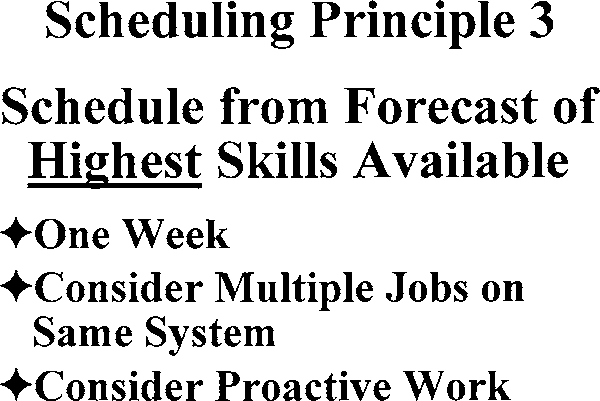 Scheduling Principle 3
Schedule from Forecast of
Highest Skills Available
✦One Week
✦Consider Multiple Jobs on
Same System
✦Consider Proactive Work